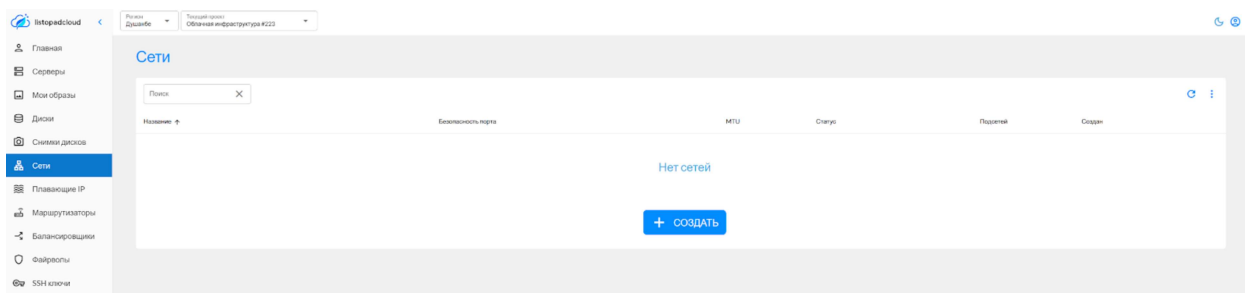 listopadcloud
Регион
Душанбе
Текущий проект
Облачная инфраструктура #223
Главная
Серверы
Мои образы
Диски
Снимки дисков
Сети
Плавающие IP
Маршрутизаторы
Балансировщики
Файрволы
SSH ключи
Сети
Поиск
Название Безопасность порта MTU Статус Подсетей Создан
Нет сетей
+ СОЗДАТЬ